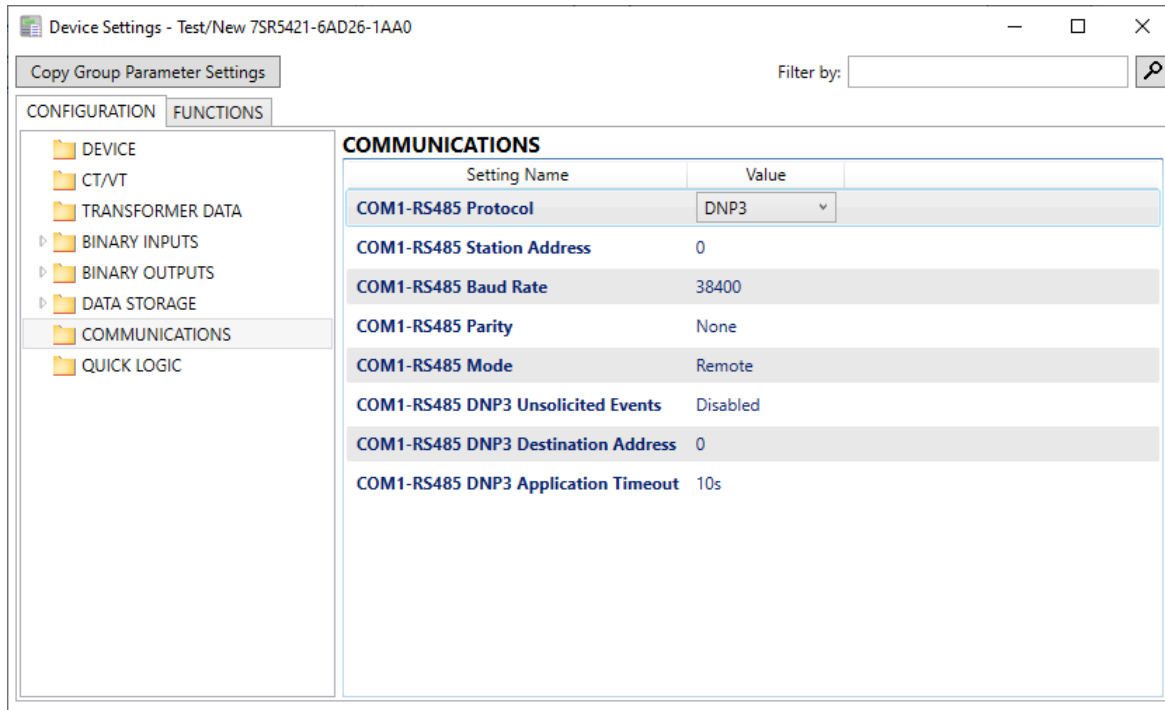 Device Settings - Test/New 7SR5421-6AD26-1AA0
Copy Group Parameter Settings
Filter by:
CONFIGURATION FUNCTIONS
DEVICE
CT/VT
TRANSFORMER DATA
BINARY INPUTS
BINARY OUTPUTS
DATA STORAGE
COMMUNICATIONS
QUICK LOGIC
COMMUNICATIONS
Setting Name Value
COM1-RS485 Protocol DNP3
COM1-RS485 Station Address 0
COM1-RS485 Baud Rate 38400
COM1-RS485 Parity None
COM1-RS485 Mode Remote
COM1-RS485 DNP3 Unsolicited Events Disabled
COM1-RS485 DNP3 Destination Address 0
COM1-RS485 DNP3 Application Timeout 10s